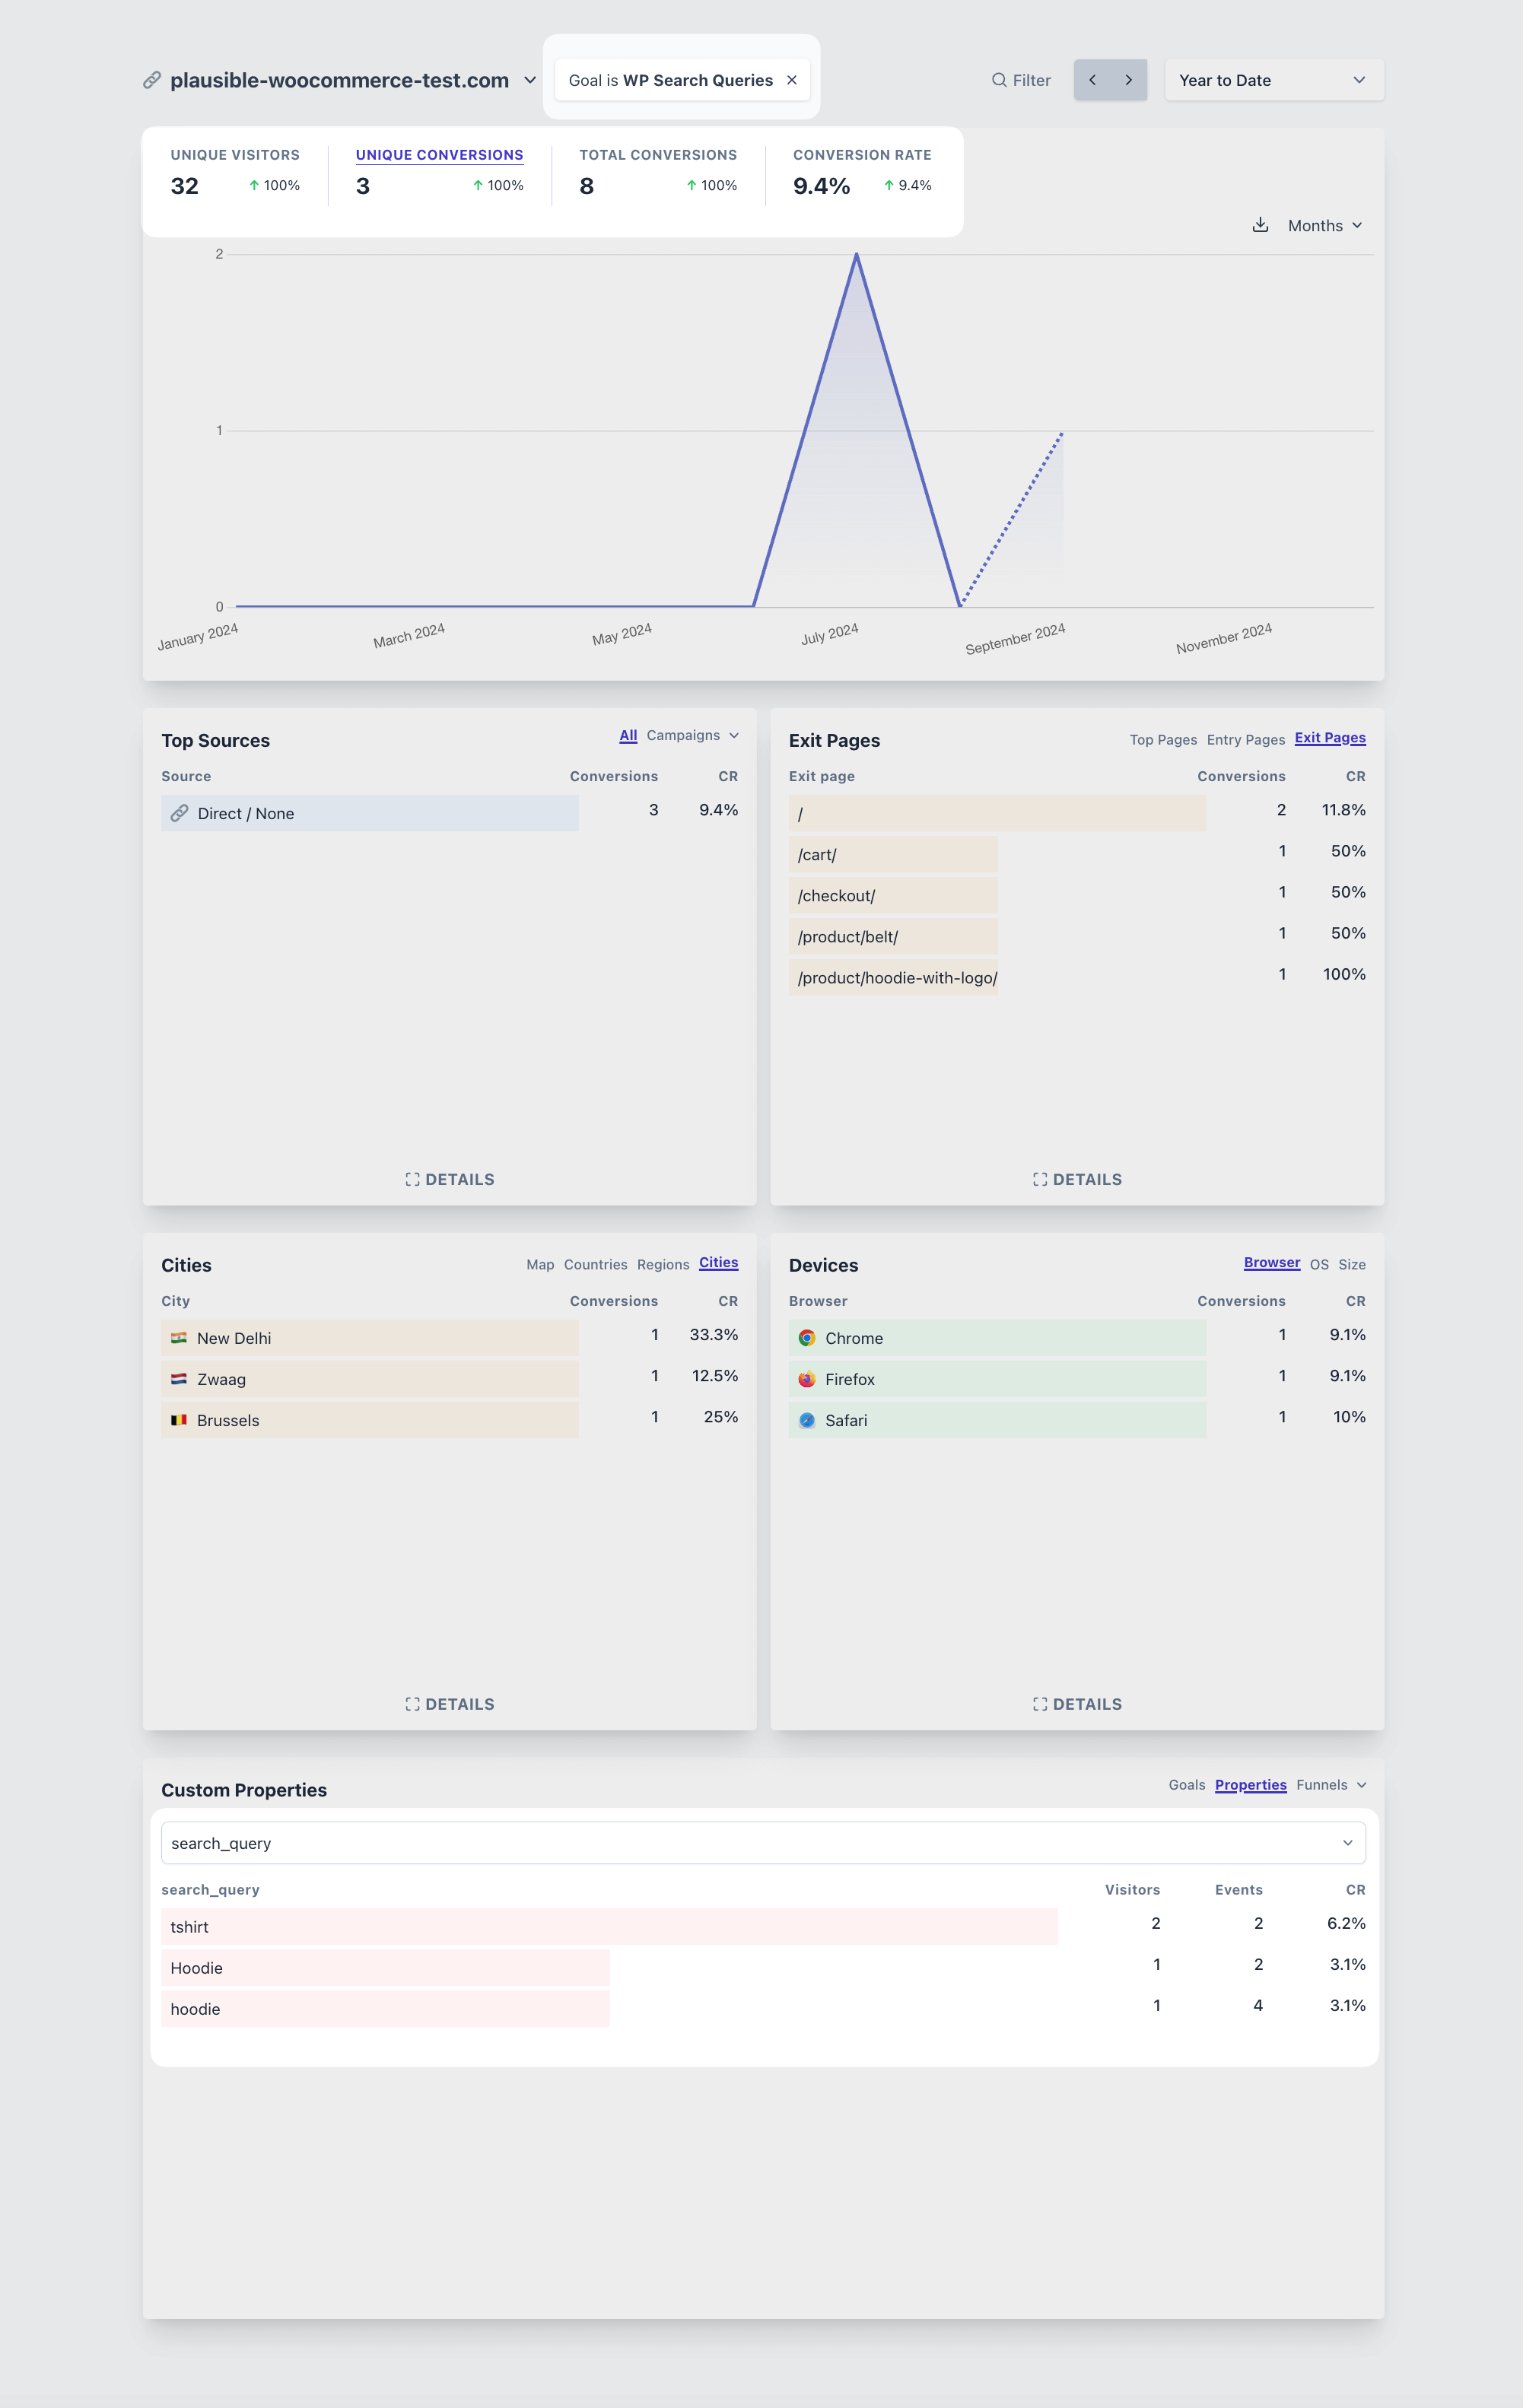 plausible-woocommerce-test.com Goal is WP Search Queries Filter Year to Date
UNIQUE VISITORS UNIQUE CONVERSIONS TOTAL CONVERSIONS CONVERSION RATE
32 100% 3 100% 8 100% 9.4% 9.4%
Months
2
1
0
January 2024 March 2024 May 2024 July 2024 September 2024 November 2024
Top Sources All Campaigns
Source Conversions CR
Direct / None 3 9.4%
DETAILS
Exit Pages Top Pages Entry Pages Exit Pages
Exit page Conversions CR
/ 2 11.8%
/cart/ 1 50%
/checkout/ 1 50%
/product/belt/ 1 50%
/product/hoodie-with-logo/ 1 100%
DETAILS
Cities Map Countries Regions Cities
City Conversions CR
New Delhi 1 33.3%
Zwaag 1 12.5%
Brussels 1 25%
DETAILS
Devices Browser OS Size
Browser Conversions CR
Chrome 1 9.1%
Firefox 1 9.1%
Safari 1 10%
DETAILS
Custom Properties Goals Properties Funnels
search_query
search_query Visitors Events CR
tshirt 2 2 6.2%
Hoodie 1 2 3.1%
hoodie 1 4 3.1%